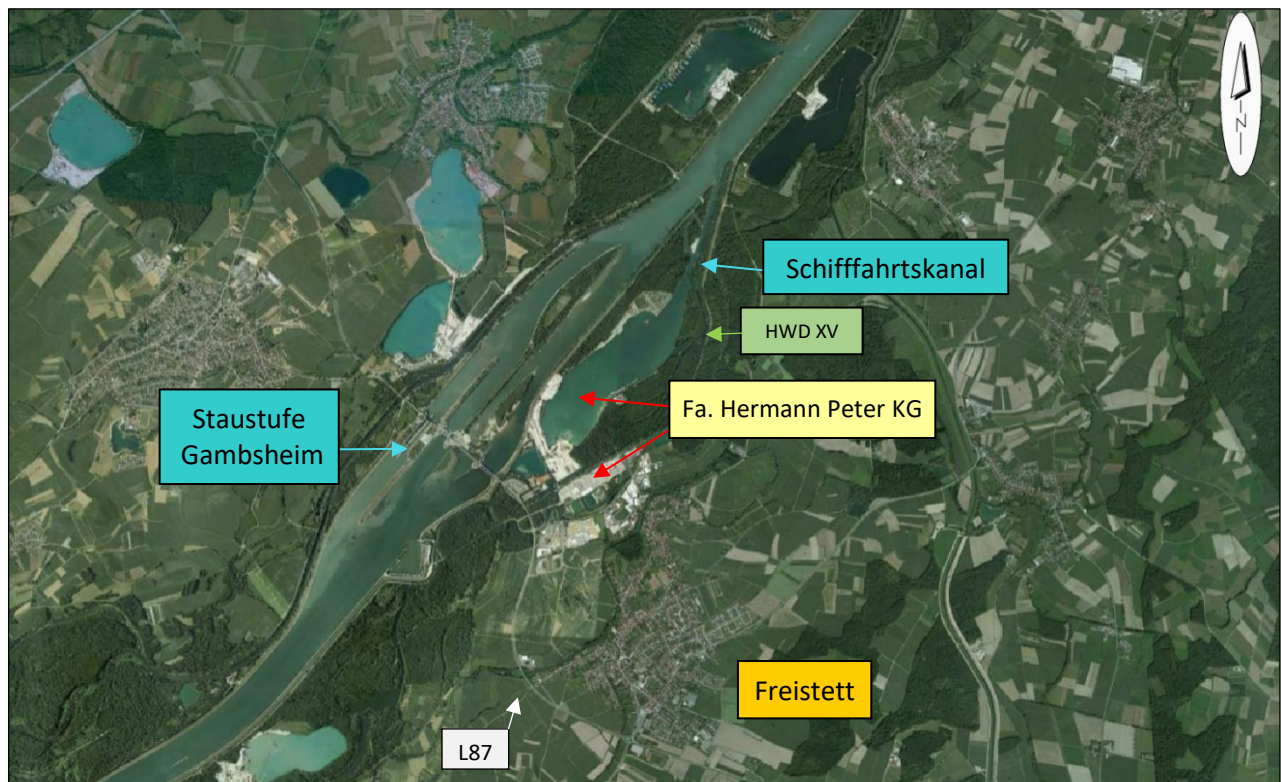 N
Schifffahrtskanal
HWD XV
Fa. Hermann Peter KG
Staustufe
Gambsheim
Freistett
L87